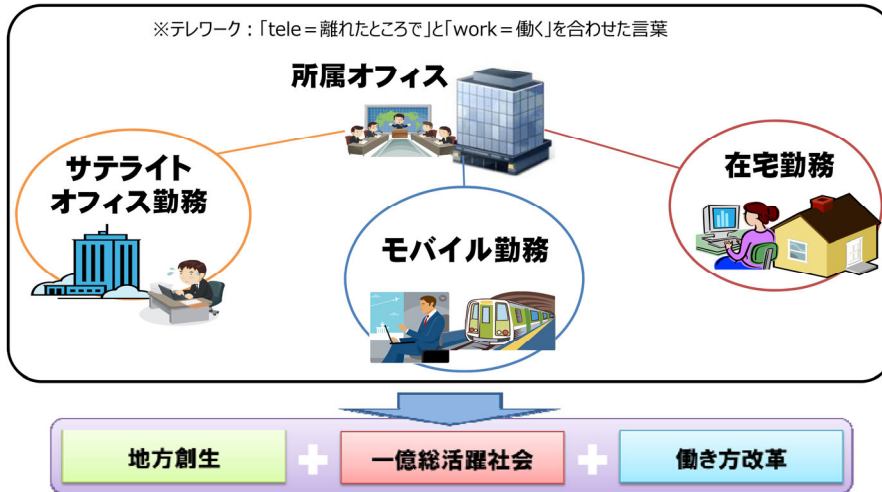 ※テレワーク：「tele＝離れたところで」と「work＝働く」を合わせた言葉
所属オフィス
サテライト
オフィス勤務
モバイル勤務
在宅勤務
地方創生 + 一億総活躍社会 + 働き方改革